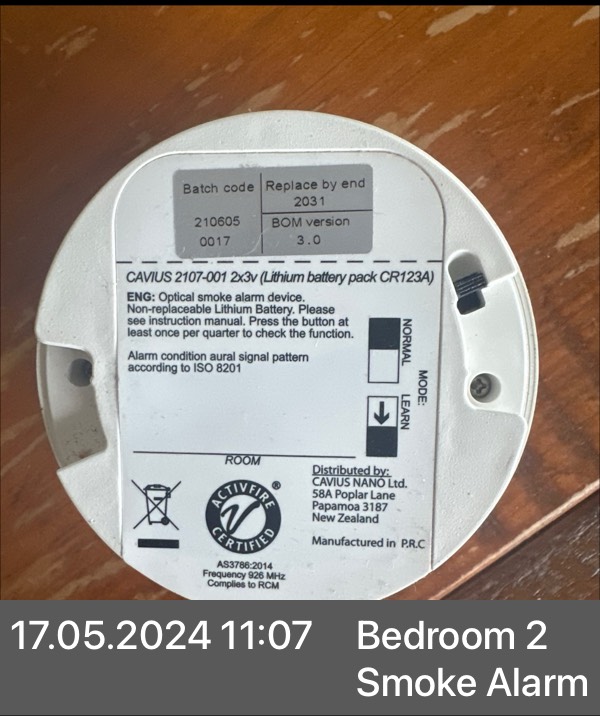 Batch code
210605
0017
Replace by end
2031
BOM version
3.0
CAVIUS 2107-001 2x3v (Lithium battery pack CR123A)
ENG: Optical smoke alarm device.
Non-replaceable Lithium Battery. Please
see instruction manual. Press the button at
least once per quarter to check the function.
Alarm condition aural signal pattern
according to ISO 8201
NORMAL
MODE:
LEARN
ROOM
ACTIVFIRE
®
CERTIFIED
AS3786:2014
Frequency 926 MHz
Complies to RCM
Distributed by:
CAVIUS NANO Ltd.
58A Poplar Lane
Papamoa 3187
New Zealand
Manufactured in P.R.C
17.05.2024 11:07
Bedroom 2
Smoke Alarm